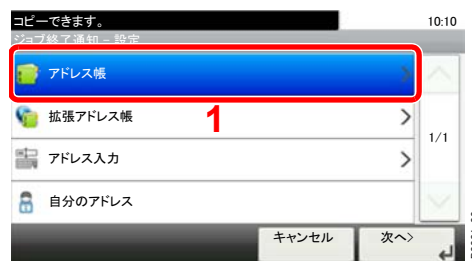 コピーできます。
10:10
ジョブ終了通知 - 設定
アドレス帳
拡張アドレス帳
1
1/1
アドレス入力
自分のアドレス
キャンセル
次へ>